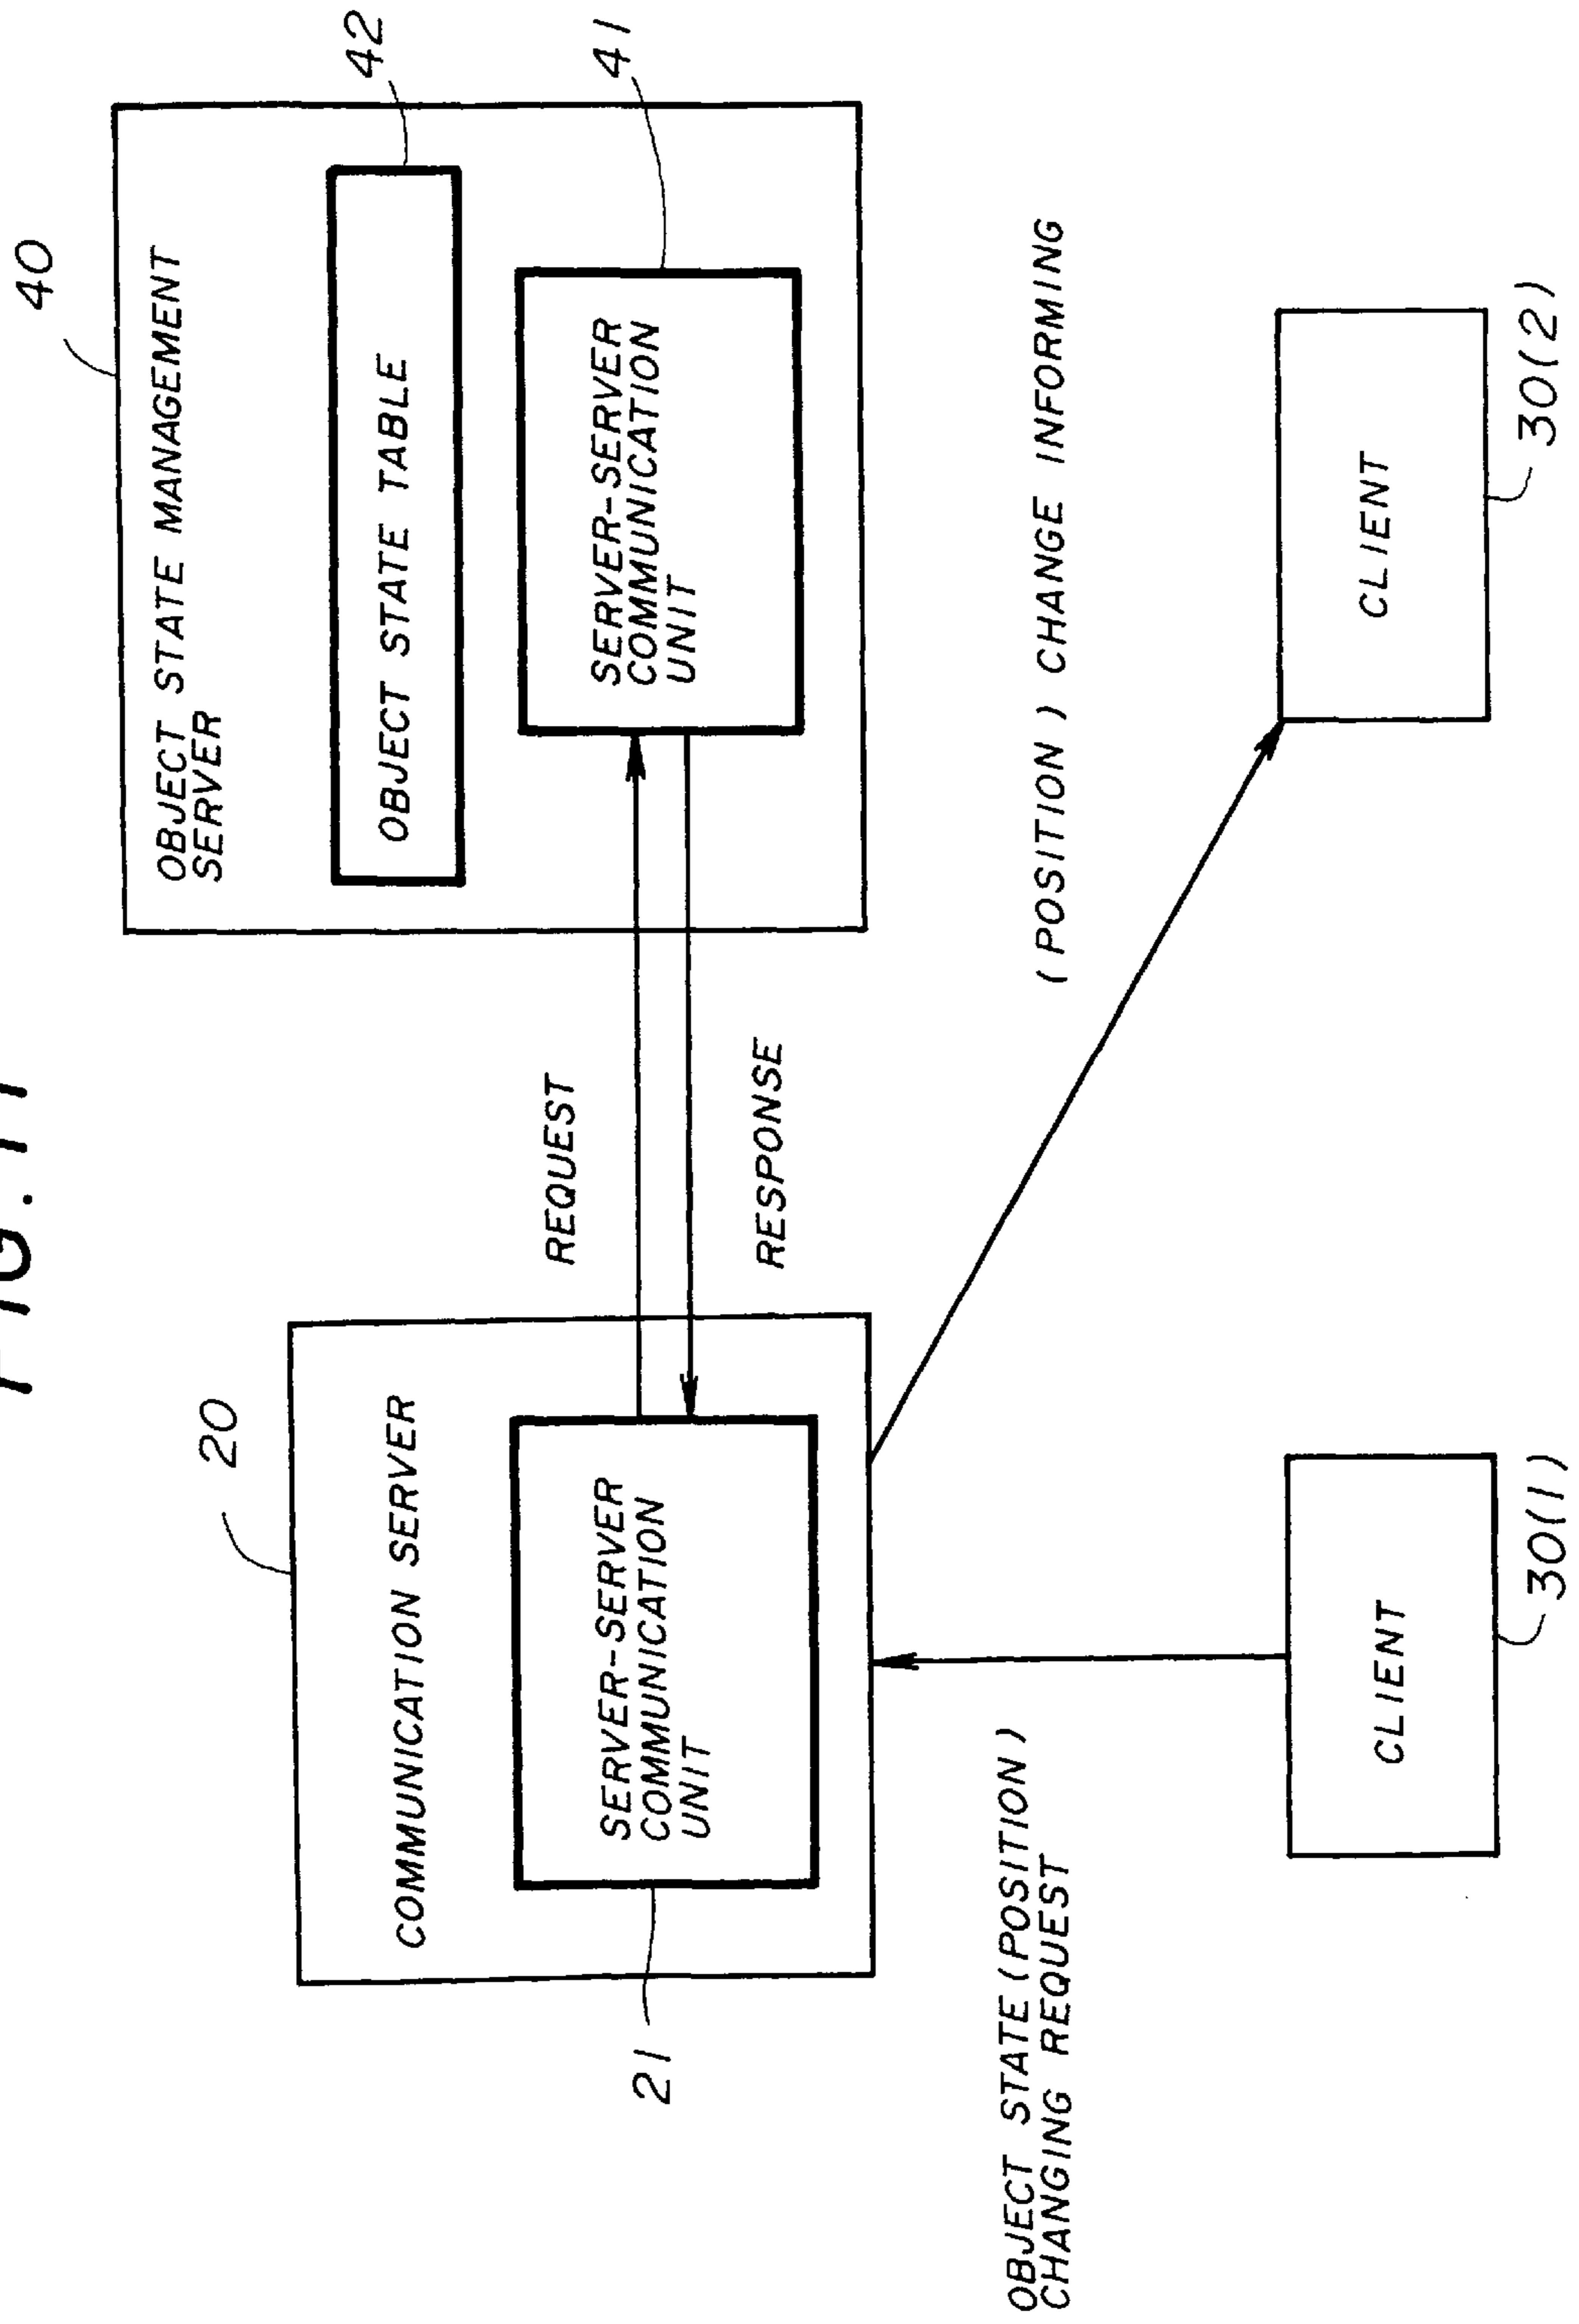 FIG. 11
40
OBJECT STATE MANAGEMENT
SERVER
42
OBJECT STATE TABLE
41
SERVER-SERVER
COMMUNICATION
UNIT
20
COMMUNICATION SERVER
SERVER-SERVER
COMMUNICATION
UNIT
21
REQUEST
RESPONSE
OBJECT STATE (POSITION)
CHANGING REQUEST
(POSITION) CHANGE INFORMING
CLIENT
30(1)
CLIENT
30(2)